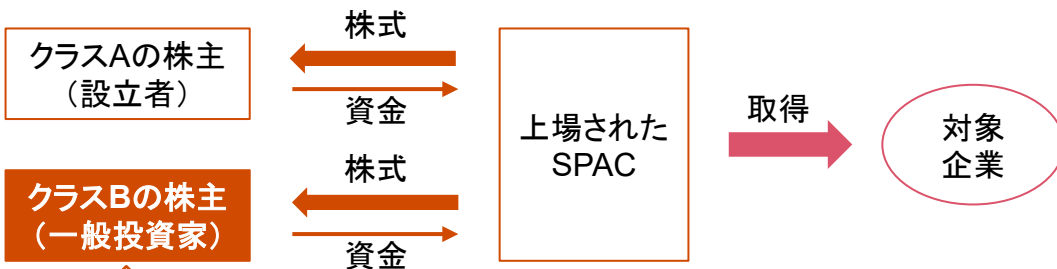 株式
クラスAの株主
（設立者）
資金
上場された
SPAC
取得
対象
企業
株式
クラスBの株主
（一般投資家）
資金